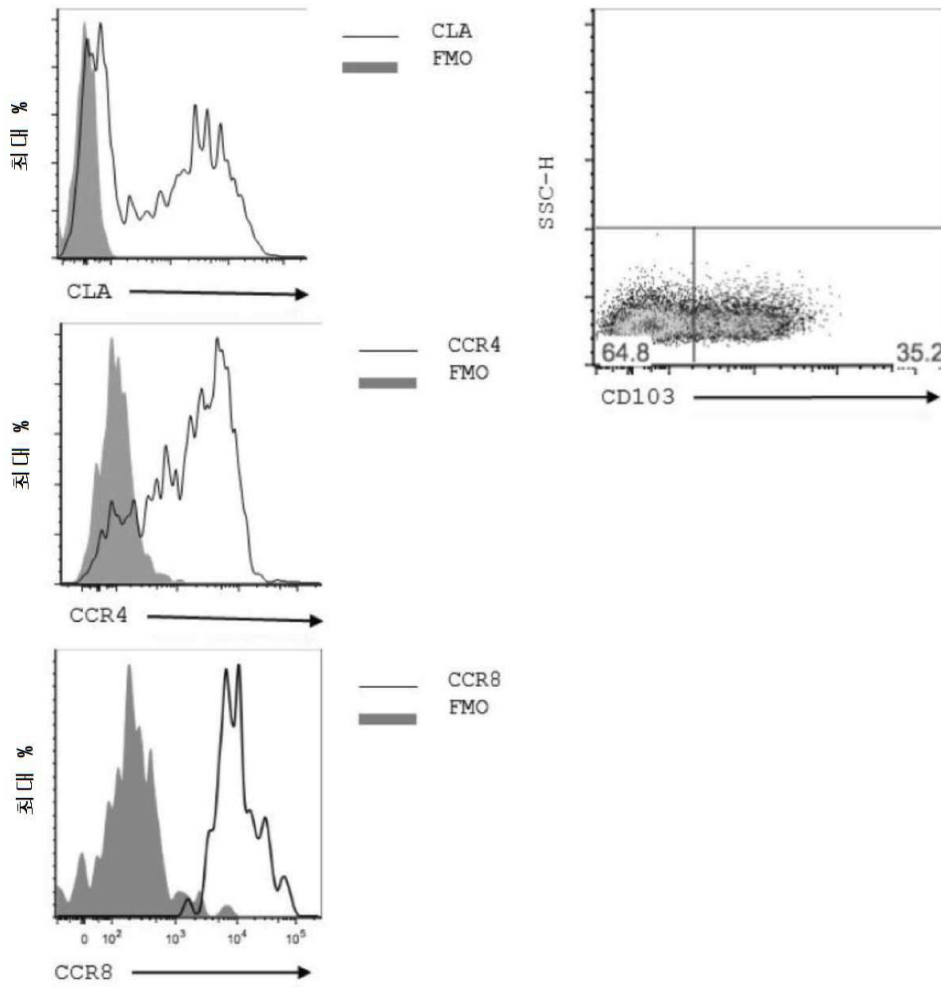 최대 %
CLA
FMO
CLA
최대 %
CCR4
FMO
CCR4
최대 %
CCR8
FMO
0 10² 10³ 10⁴ 10⁵
CCR8
SSC-H
64.8 35.2
CD103